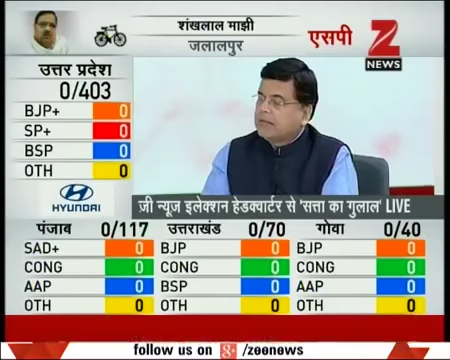 शंखलाल माझी
जलालपुर
एसपी
Z
NEWS
उत्तर प्रदेश
0/403
BJP+ 0
SP+ 0
BSP 0
OTH 0
HYUNDAI
ज़ी न्यूज़ इलेक्शन हेडक्वार्टर से 'सत्ता का गुलाल' LIVE
पंजाब 0/117
SAD+ 0
CONG 0
AAP 0
OTH 0
उत्तराखंड 0/70
BJP 0
CONG 0
BSP 0
OTH 0
गोवा 0/40
BJP 0
CONG 0
AAP 0
OTH 0
follow us on g+ /zeenews